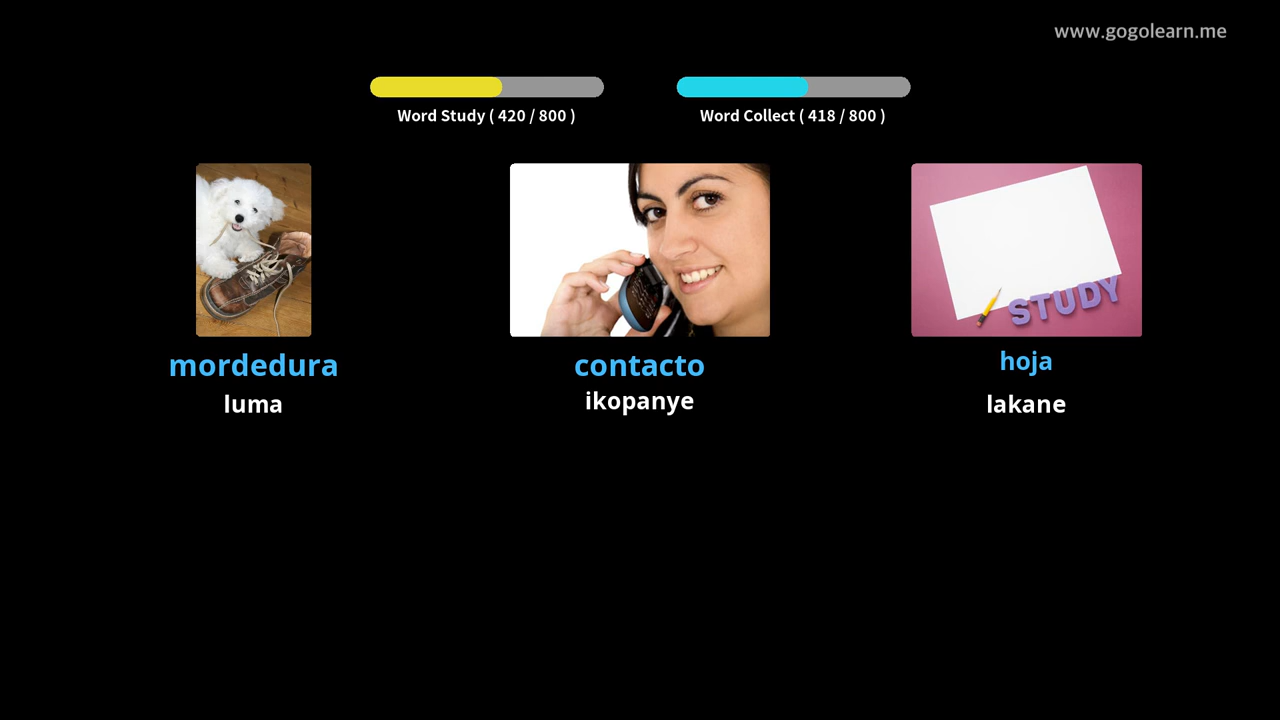 www.gogolearn.me
Word Study ( 420 / 800 )
Word Collect ( 418 / 800 )
STUDY
mordedura
contacto
hoja
luma
ikopanye
lakane